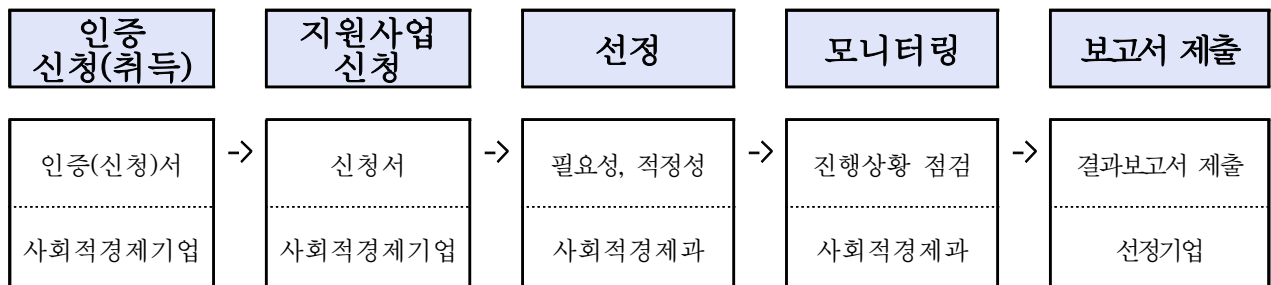 인증
신청(취득)
지원사업
신청
선정
모니터링
보고서 제출
인증(신청)서
→
신청서
→
필요성, 적정성
→
진행상황 점검
→
결과보고서 제출
사회적경제기업
사회적경제기업
사회적경제과
사회적경제과
선정기업